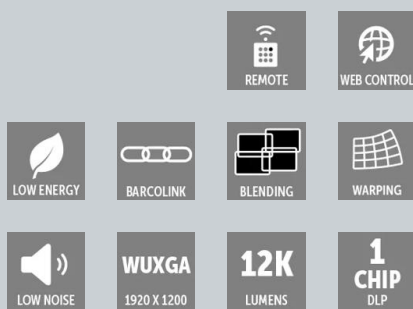 REMOTE
WEB CONTROL
LOW ENERGY
BARCOLINK
BLENDING
WARPING
LOW NOISE
WUXGA
1920 X 1200
12K
LUMENS
1
CHIP
DLP